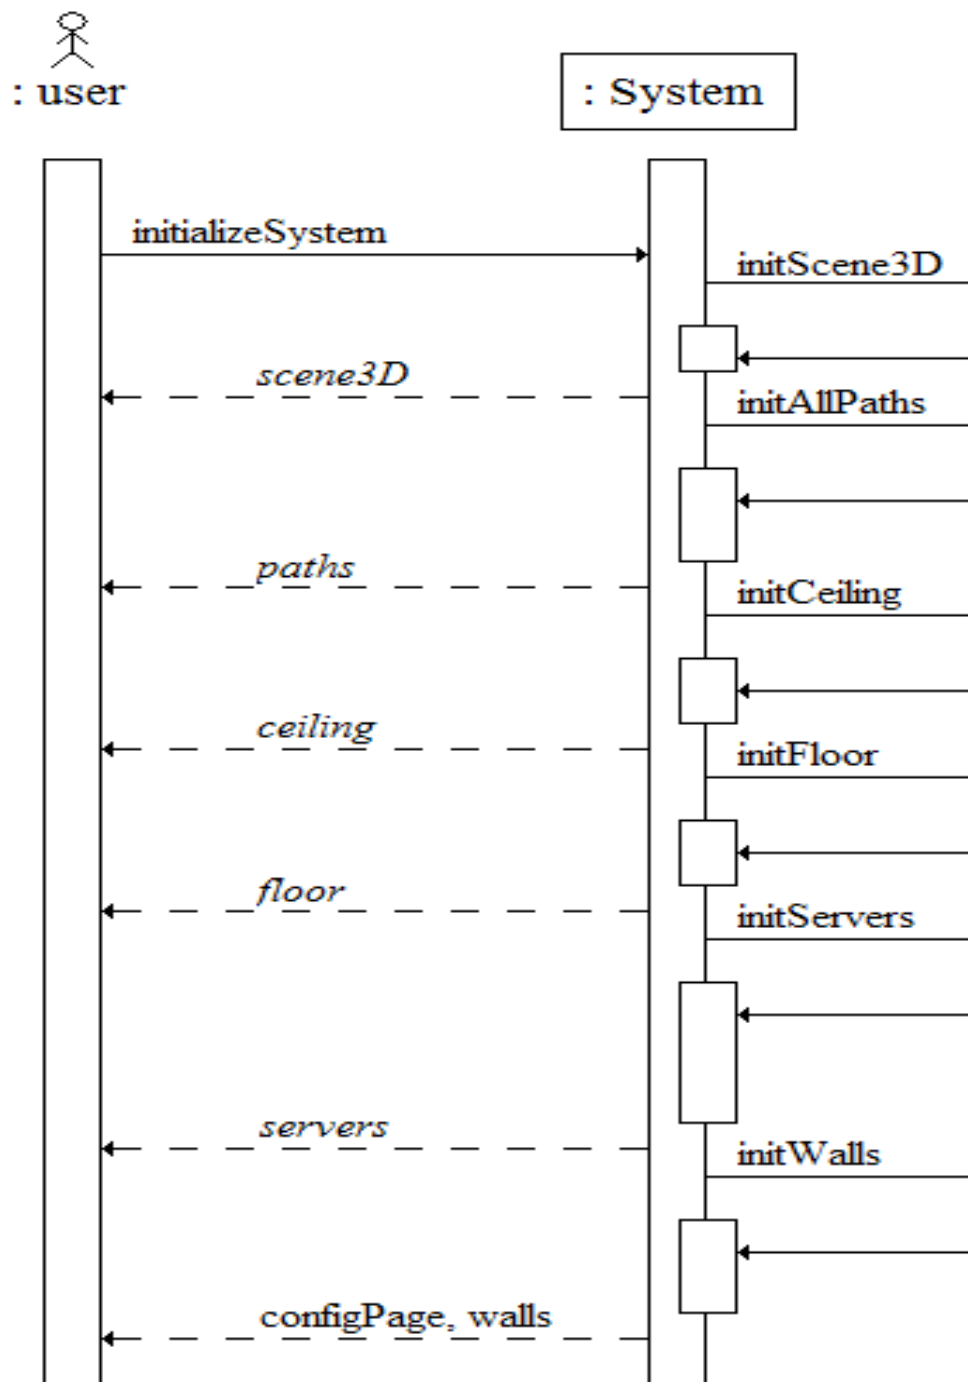 : user
: System
initializeSystem
initScene3D
scene3D
initAllPaths
paths
initCeiling
ceiling
initFloor
floor
initServers
servers
initWalls
configPage, walls